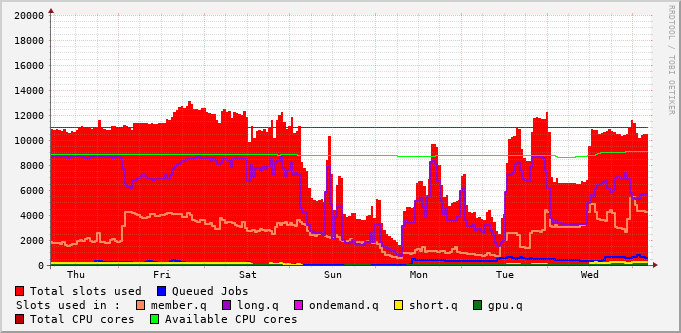 20000
18000
16000
14000
12000
10000
8000
6000
4000
2000
0
Thu Fri Sat Sun Mon Tue Wed
RRDTOOL / TOBI OETIKER
Total slots used Queued Jobs
Slots used in : member.q long.q ondemand.q short.q gpu.q
Total CPU cores Available CPU cores